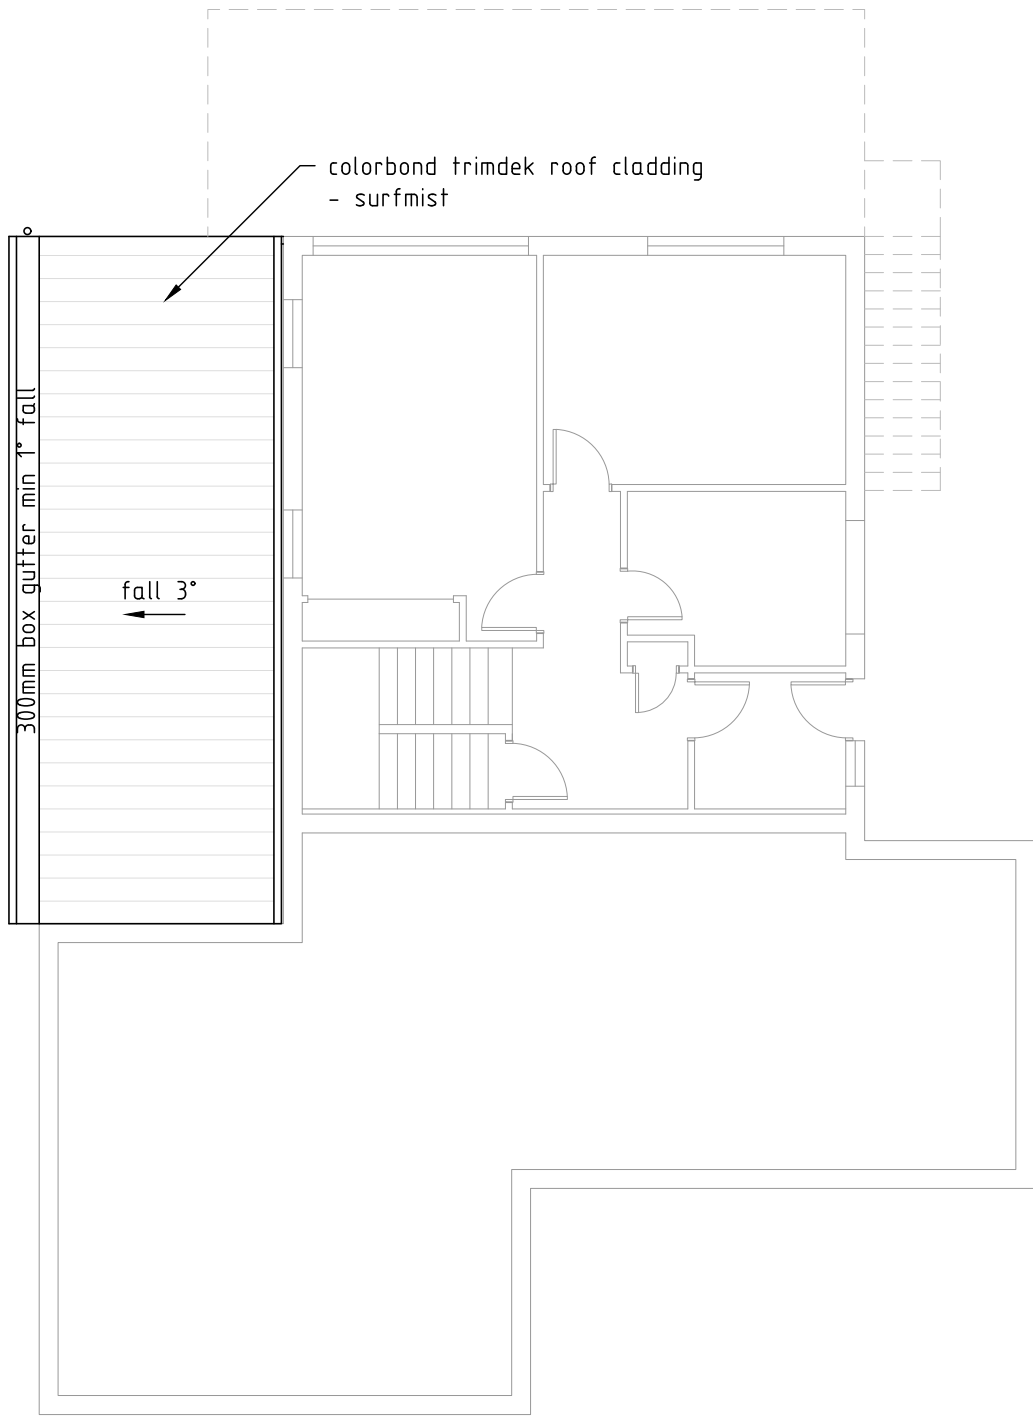 colorbond trimdek roof cladding
- surfmist
300mm box gutter min 1° fall
fall 3°